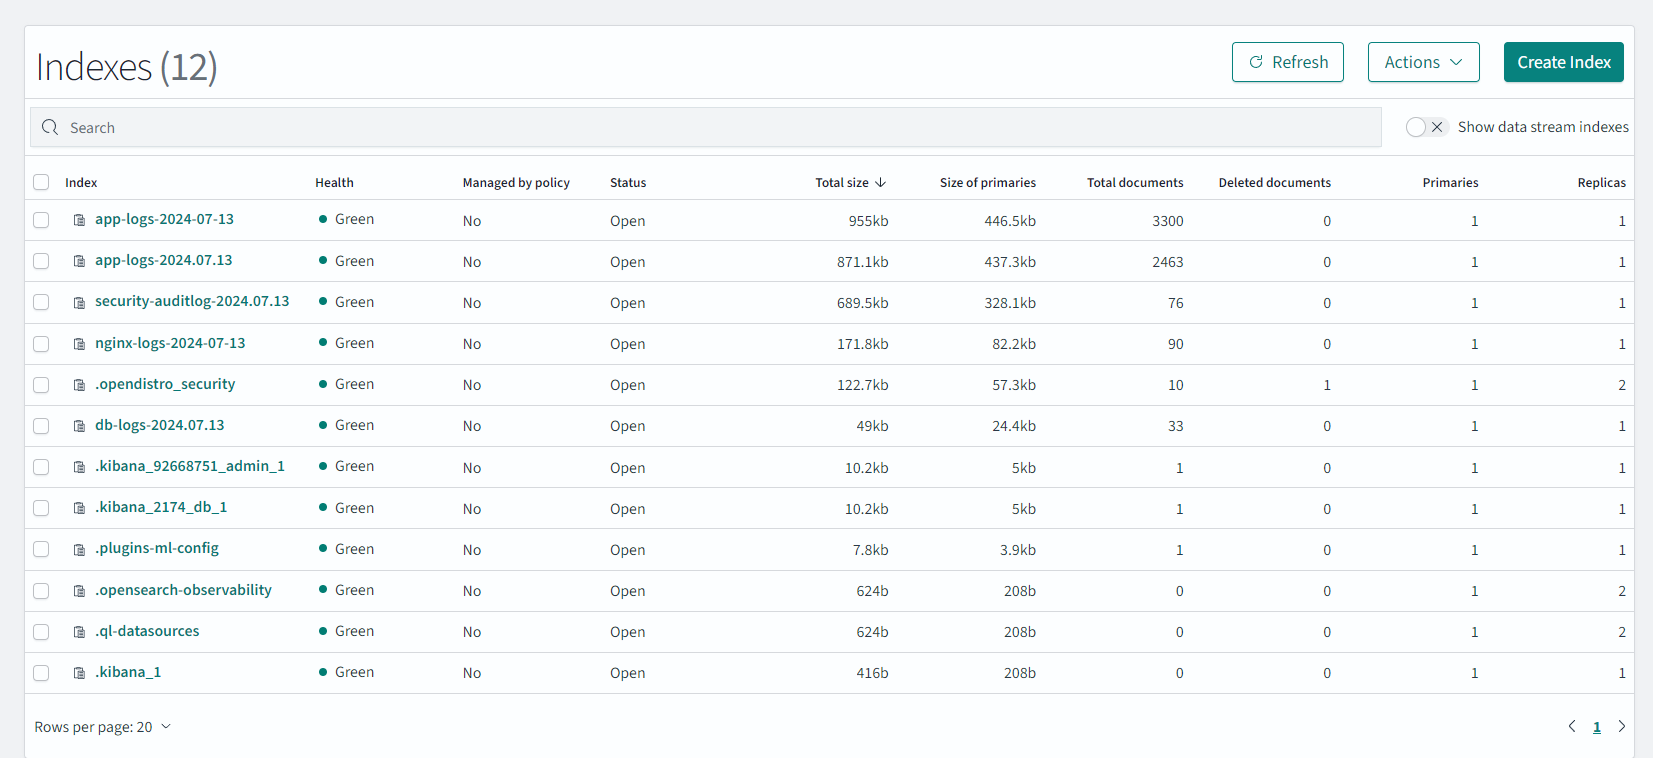 Indexes (12)
Refresh
Actions
Create Index
Search
Show data stream indexes
Index Health Managed by policy Status Total size Size of primaries Total documents Deleted documents Primaries Replicas
app-logs-2024-07-13 Green No Open 955kb 446.5kb 3300 0 1 1
app-logs-2024.07.13 Green No Open 871.1kb 437.3kb 2463 0 1 1
security-auditlog-2024.07.13 Green No Open 689.5kb 328.1kb 76 0 1 1
nginx-logs-2024-07-13 Green No Open 171.8kb 82.2kb 90 0 1 1
.opendistro_security Green No Open 122.7kb 57.3kb 10 1 1 2
db-logs-2024.07.13 Green No Open 49kb 24.4kb 33 0 1 1
.kibana_92668751_admin_1 Green No Open 10.2kb 5kb 1 0 1 1
.kibana_2174_db_1 Green No Open 10.2kb 5kb 1 0 1 1
.plugins-ml-config Green No Open 7.8kb 3.9kb 1 0 1 1
.opensearch-observability Green No Open 624b 208b 0 0 1 2
.ql-datasources Green No Open 624b 208b 0 0 1 2
.kibana_1 Green No Open 416b 208b 0 0 1 1
Rows per page: 20
1